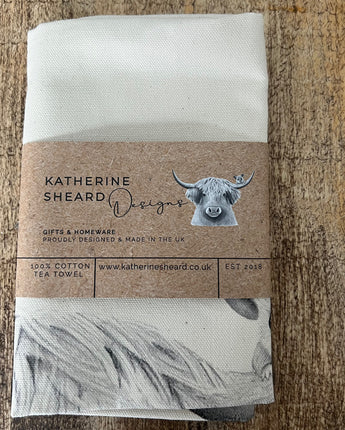 KATHERINE
SHEARD Designs
GIFTS & HOMEWARE
PROUDLY DESIGNED & MADE IN THE UK
100% COTTON
TEA TOWEL
www.katherinesheard.co.uk
EST 2018